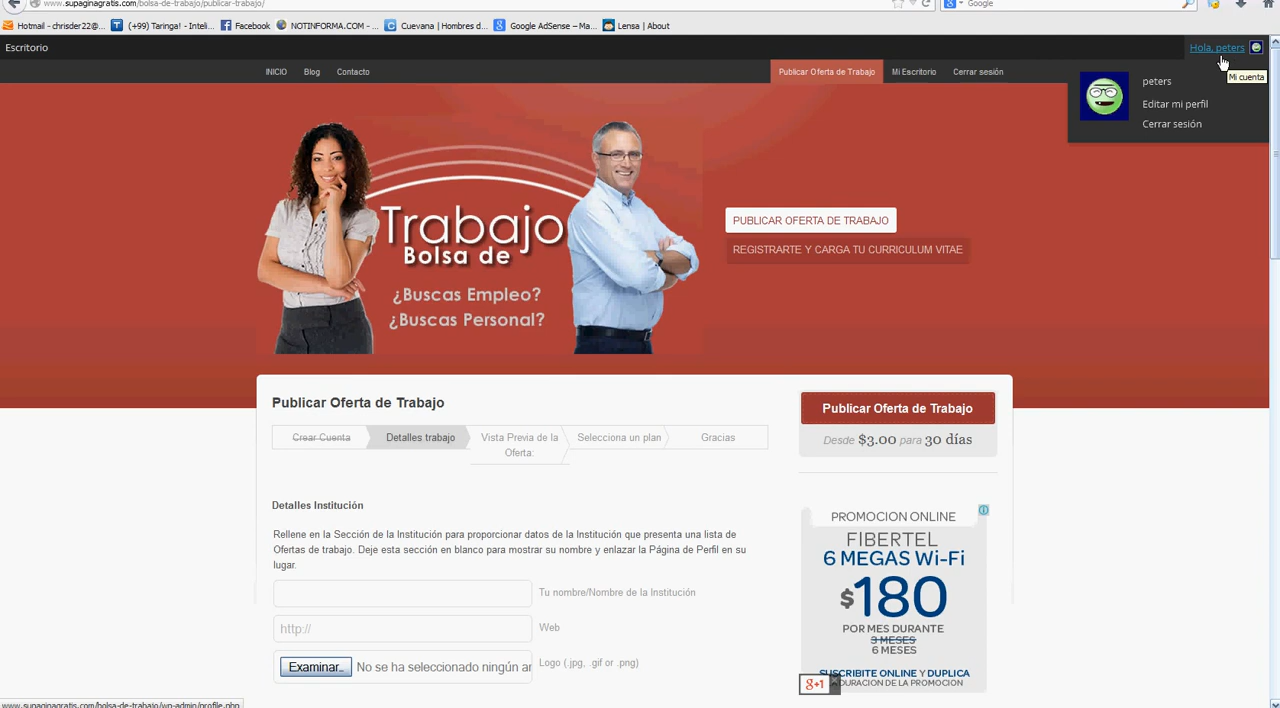 www.supaginagratis.com/bolsa-de-trabajo/publicar-trabajo/
Google
Hotmail - chrisder22@...
(+99) Taringa! - Inteli...
Facebook
NOTINFORMA.COM - ...
Cuevana | Hombres d...
Google AdSense – Ma...
Lensa | About
Escritorio
Hola, peters
INICIO
Blog
Contacto
Publicar Oferta de Trabajo
Mi Escritorio
Cerrar sesión
Mi cuenta
peters
Editar mi perfil
Cerrar sesión
Trabajo
Bolsa de
¿Buscas Empleo?
¿Buscas Personal?
PUBLICAR OFERTA DE TRABAJO
REGISTRARTE Y CARGA TU CURRICULUM VITAE
Publicar Oferta de Trabajo
Crear Cuenta
Detalles trabajo
Vista Previa de la
Oferta:
Selecciona un plan
Gracias
Publicar Oferta de Trabajo
Desde $3.00 para 30 días
Detalles Institución
Rellene en la Sección de la Institución para proporcionar datos de la Institución que presenta una lista de
Ofertas de trabajo. Deje esta sección en blanco para mostrar su nombre y enlazar la Página de Perfil en su
lugar.
Tu nombre/Nombre de la Institución
http://
Web
Examinar...
No se ha seleccionado ningún ar
Logo (.jpg, .gif or .png)
PROMOCION ONLINE
FIBERTEL
6 MEGAS Wi-Fi
$180
POR MES DURANTE
3 MESES
6 MESES
SUSCRIBITE ONLINE Y DUPLICA
DURACION DE LA PROMOCION
g+1
www.supaginagratis.com/bolsa-de-trabajo/wp-admin/profile.php